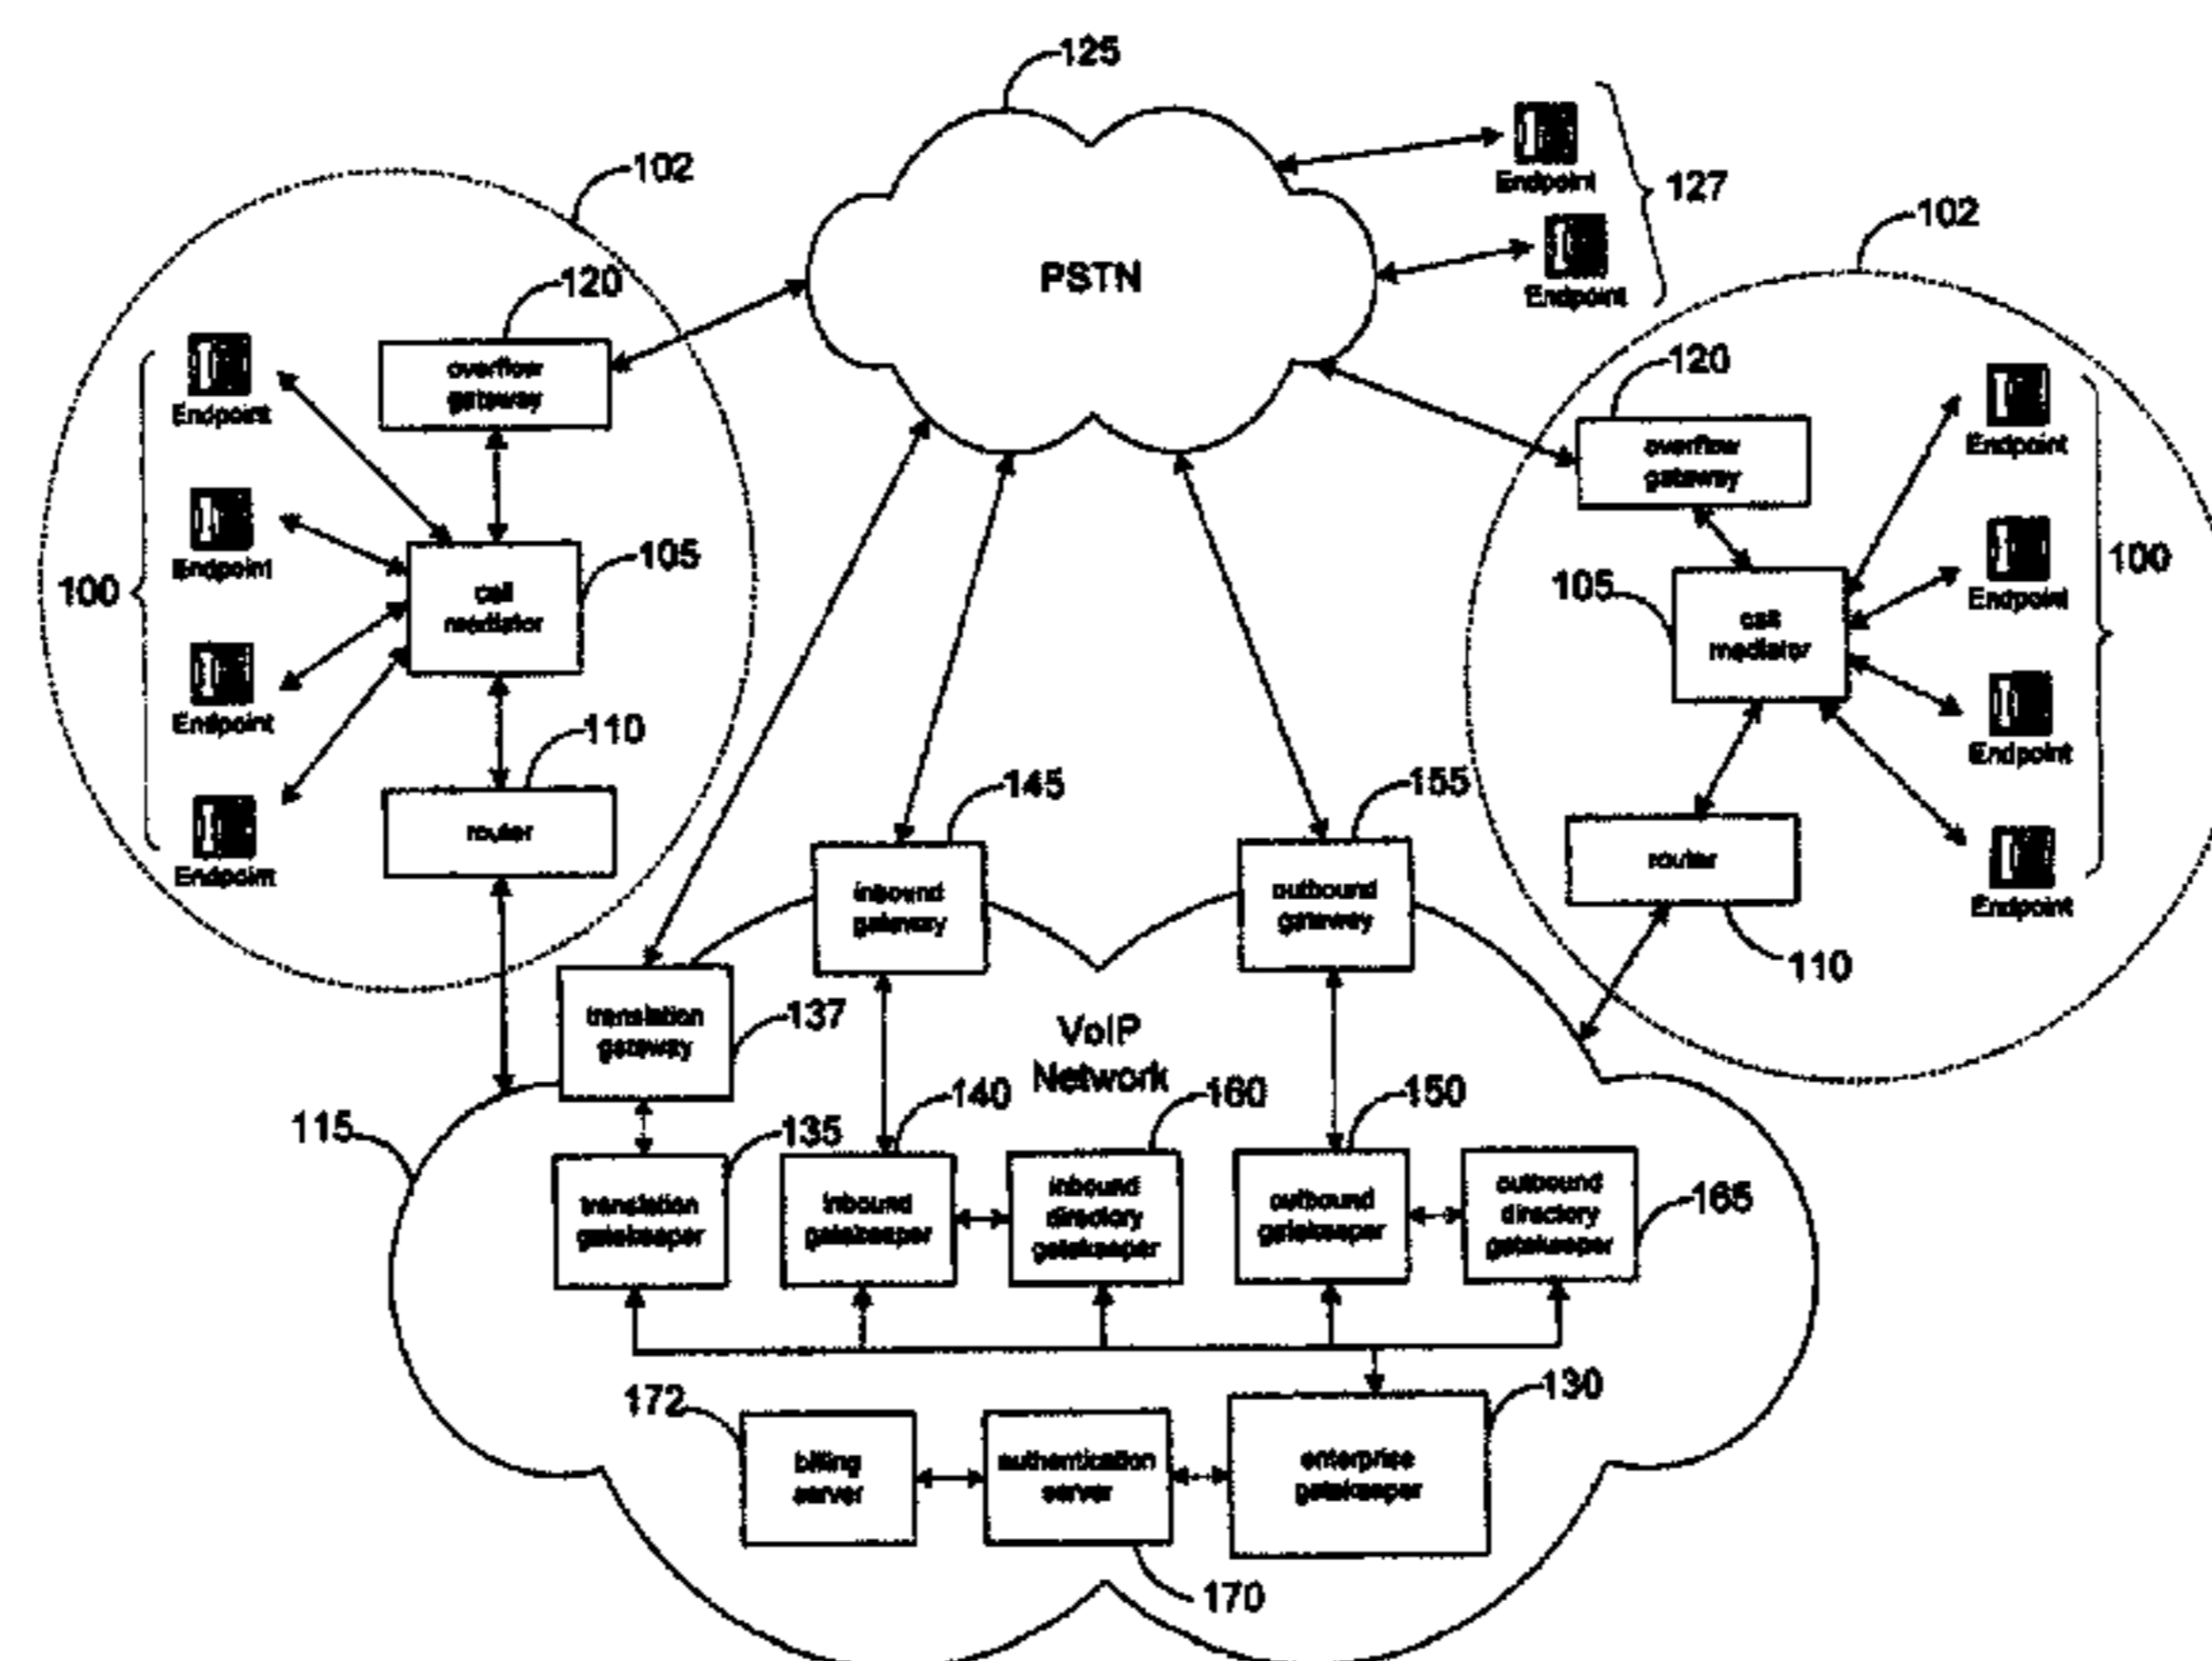 125
102
127
Endpoint
102
Endpoint
PSTN
120
120
overflow
gateway
Endpoint
overflow
gateway
Endpoint
105
105
100
100
call
mediator
Endpoint
Endpoint
call
mediator
Endpoint
110
Endpoint
145
155
router
router
Endpoint
inbound
gateway
outbound
gateway
Endpoint
110
translation
gateway
137
VoIP
Network
115
135
140
160
150
translation
gatekeeper
inbound
gatekeeper
inbound
directory
gatekeeper
outbound
gatekeeper
outbound
directory
gatekeeper
165
172
130
billing
server
authentication
server
enterprise
gatekeeper
170